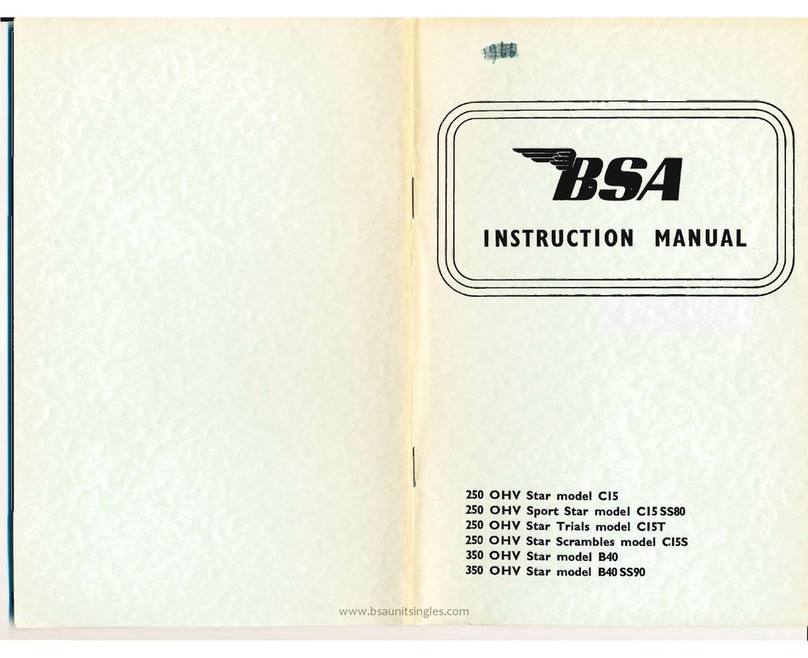 1966
BSA
INSTRUCTION MANUAL
250 OHV Star model C15
250 OHV Sport Star model C15 SS80
250 OHV Star Trials model C15T
250 OHV Star Scrambles model C15S
350 OHV Star model B40
350 OHV Star model B40 SS90
www.bsaunitsingles.com